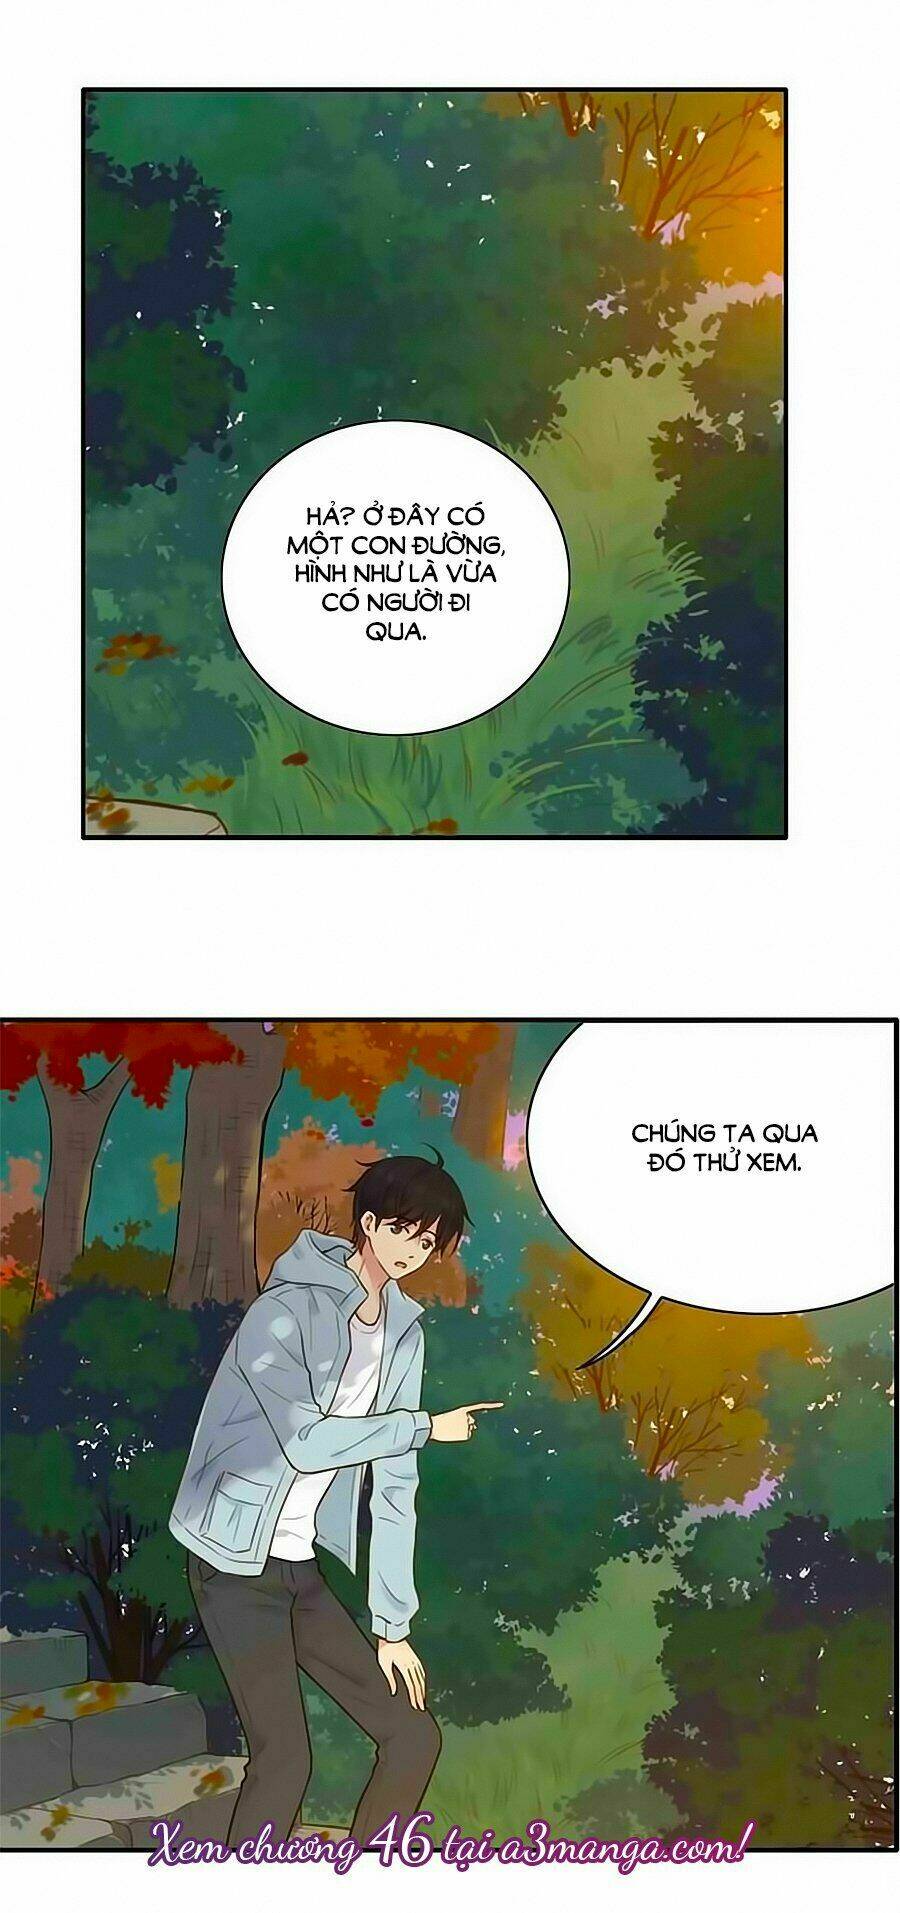 HẢ? Ở ĐÂY CÓ
MỘT CON ĐƯỜNG,
HÌNH NHƯ LÀ VỪA
CÓ NGƯỜI ĐI
QUA.
CHÚNG TA QUA
ĐÓ THỬ XEM.
Xem chương 46 tại a3manga.com!